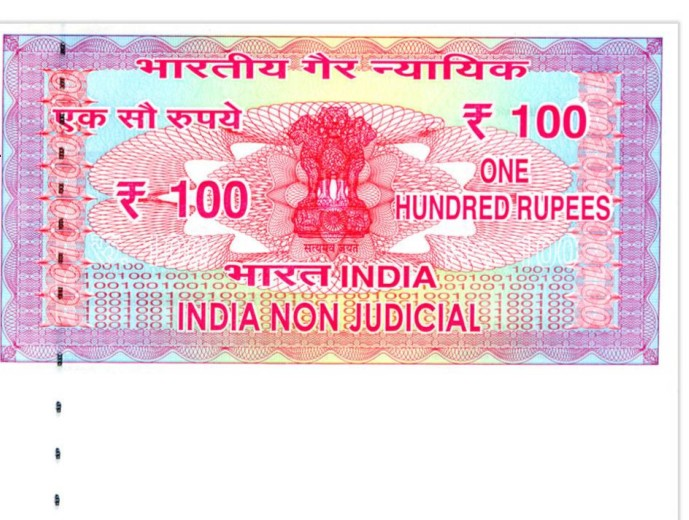 भारतीय गैर न्यायिक
एक सौ रुपये
₹ 100
₹ 100
ONE
HUNDRED RUPEES
सत्यमेव जयते
भारत INDIA
INDIA NON JUDICIAL